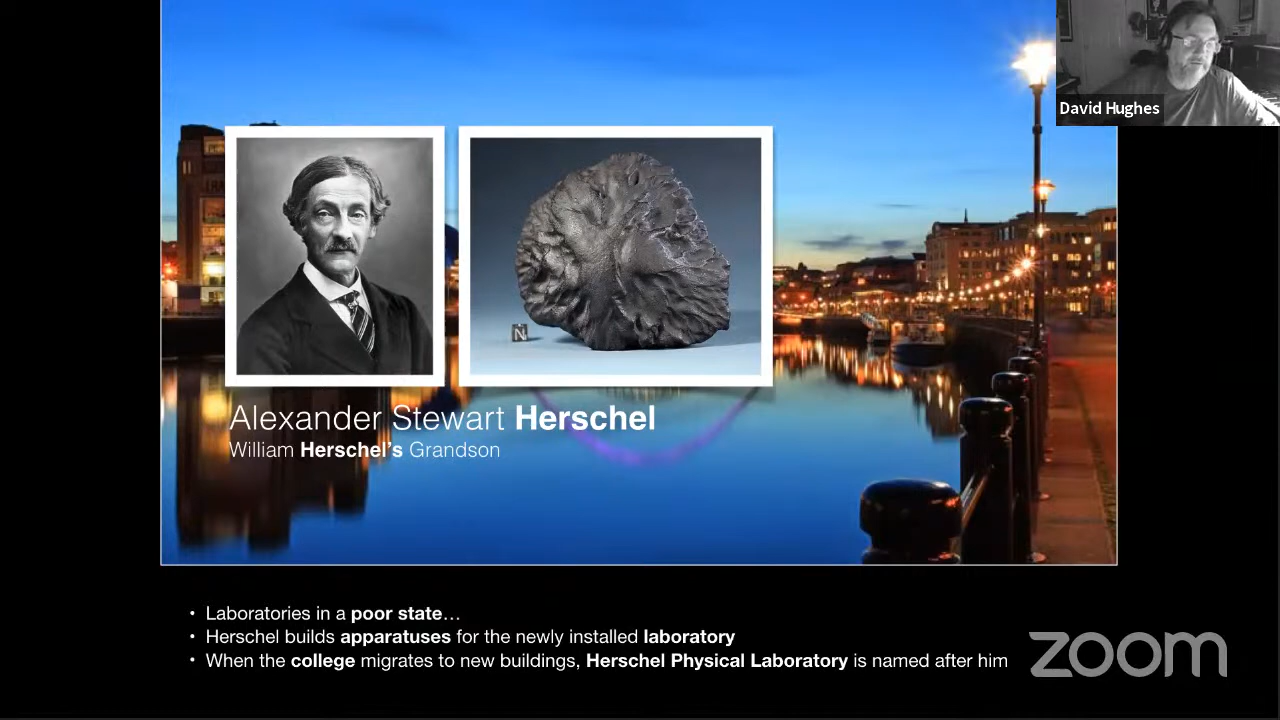 David Hughes
N
Alexander Stewart Herschel
William Herschel's Grandson
• Laboratories in a poor state…
• Herschel builds apparatuses for the newly installed laboratory
• When the college migrates to new buildings, Herschel Physical Laboratory is named after him
zoom